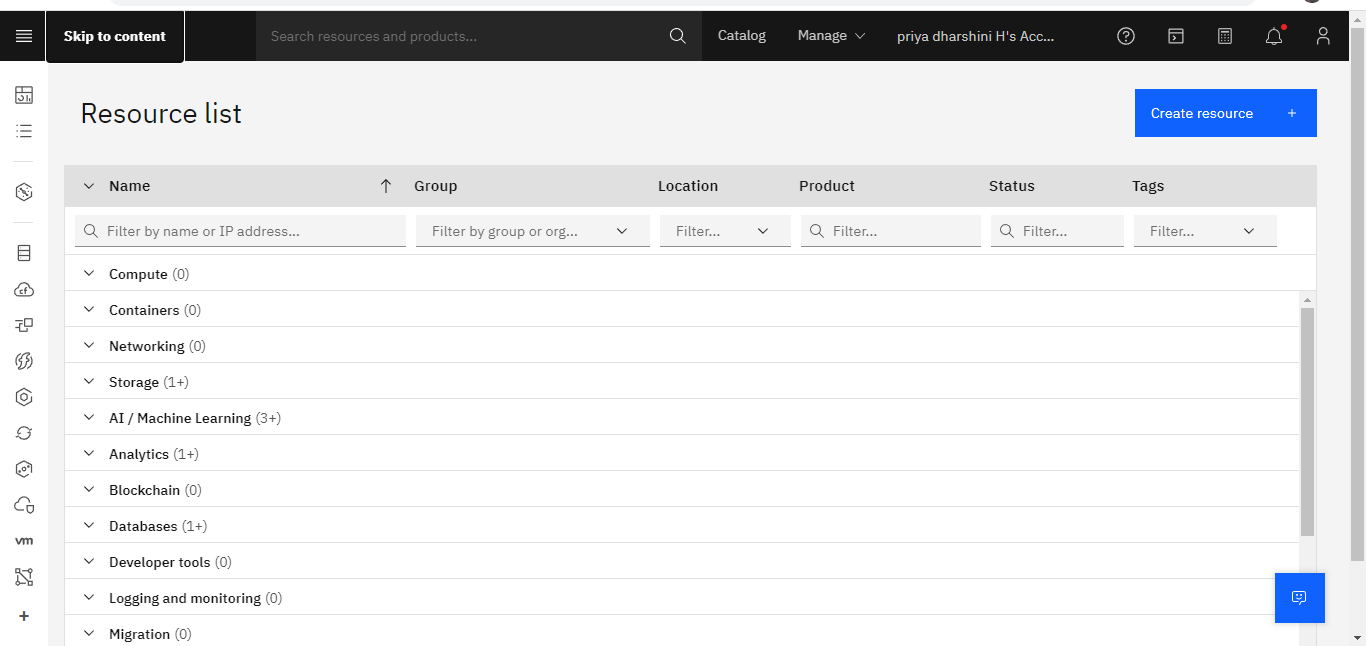 Skip to content
Search resources and products...
Catalog
Manage
priya dharshini H's Acc...
Resource list
Create resource +
Name Group Location Product Status Tags
Filter by name or IP address... Filter by group or org... Filter... Filter... Filter... Filter...
Compute (0)
Containers (0)
Networking (0)
Storage (1+)
AI / Machine Learning (3+)
Analytics (1+)
Blockchain (0)
Databases (1+)
Developer tools (0)
Logging and monitoring (0)
Migration (0)
cf
vm